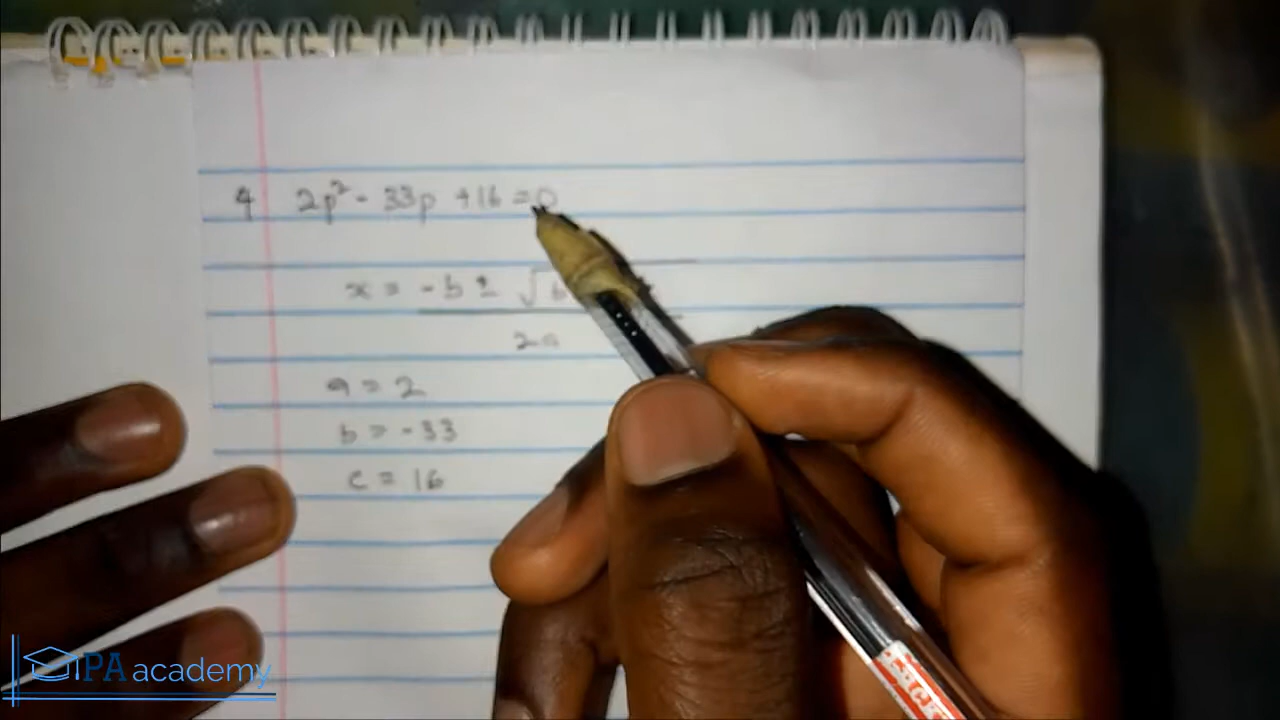 4 2p² - 33p + 16 = 0
x = -b ± √b
2a
a = 2
b = -33
c = 16
PA academy